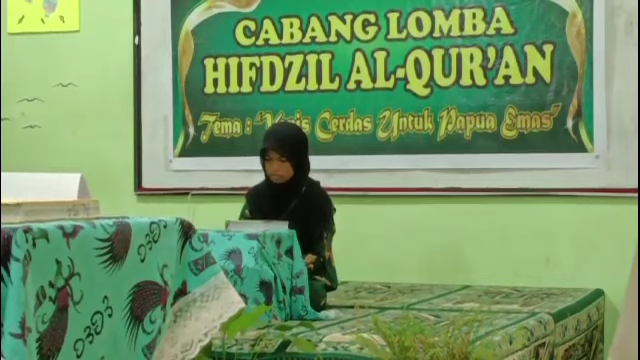 CABANG LOMBA
HIFDZIL AL-QUR'AN
Tema : " Cerdas Untuk Papua Emas"